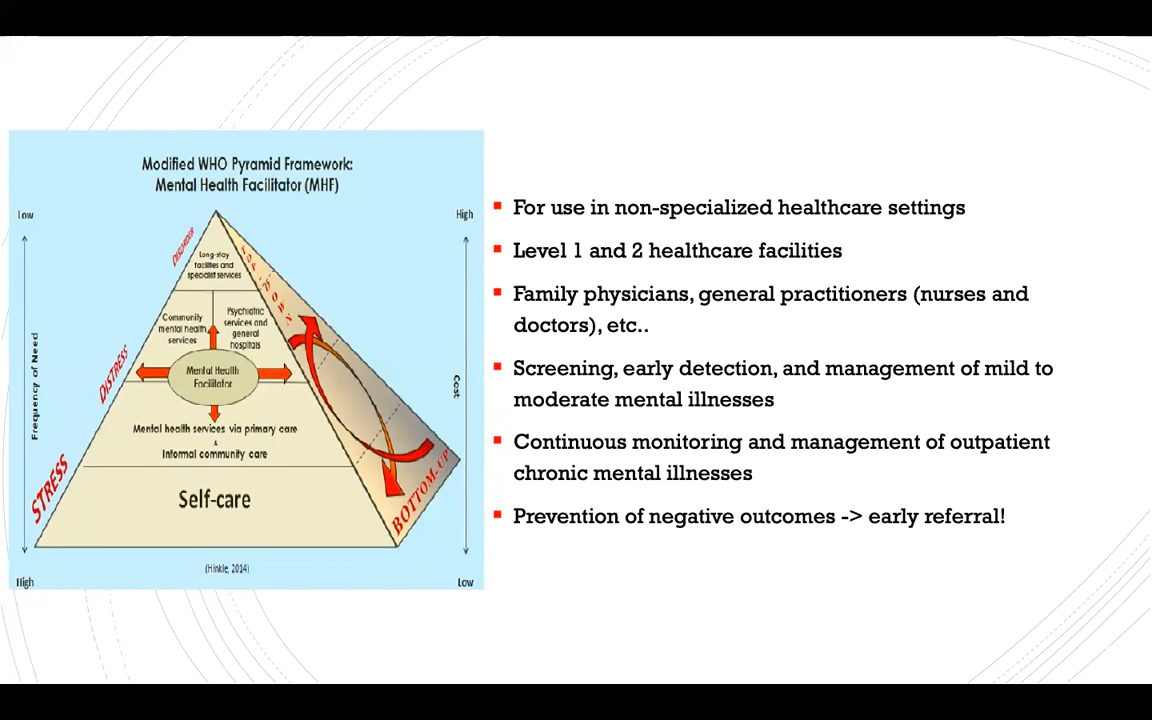 Modified WHO Pyramid Framework:
Mental Health Facilitator (MHF)
Low
High
DISORDER
TOP-DOWN
Long-stay
facilities and
specialist services
Community
mental health
services
Psychiatric
services and
general
hospitals
DISTRESS
Mental Health
Facilitator
Frequency of Need
Cost
Mental health services via primary care
&
Informal community care
STRESS
BOTTOM-UP
Self-care
(Hinkle, 2014)
High
Low
For use in non-specialized healthcare settings
Level 1 and 2 healthcare facilities
Family physicians, general practitioners (nurses and
doctors), etc..
Screening, early detection, and management of mild to
moderate mental illnesses
Continuous monitoring and management of outpatient
chronic mental illnesses
Prevention of negative outcomes -> early referral!